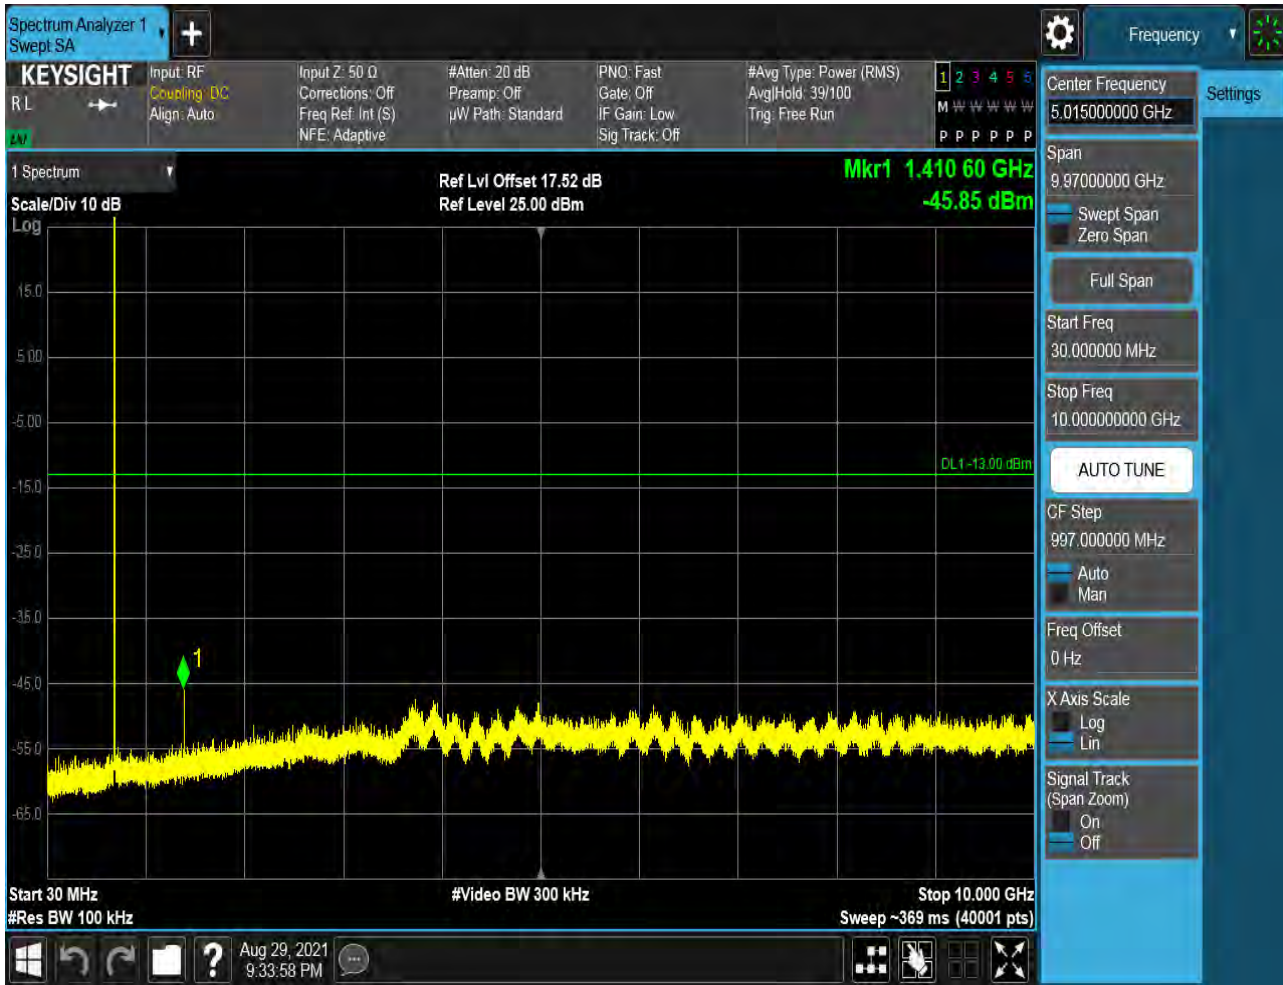 Spectrum Analyzer 1
Swept SA
Frequency
KEYSIGHT
R L
Input: RF
Coupling: DC
Align: Auto
Input Z: 50 Ω
Corrections: Off
Freq Ref: Int (S)
NFE: Adaptive
#Atten: 20 dB
Preamp: Off
µW Path: Standard
PNO: Fast
Gate: Off
IF Gain: Low
Sig Track: Off
#Avg Type: Power (RMS)
Avg|Hold: 39/100
Trig: Free Run
1 2 3 4 5 6
M W W W W W
P P P P P P
1 Spectrum
Scale/Div 10 dB
Log
Ref Lvl Offset 17.52 dB
Ref Level 25.00 dBm
Mkr1 1.410 60 GHz
-45.85 dBm
15.0
5.00
-5.00
DL1 -13.00 dBm
-15.0
-25.0
-35.0
1
-45.0
-55.0
-65.0
Start 30 MHz
#Res BW 100 kHz
#Video BW 300 kHz
Stop 10.000 GHz
Sweep ~369 ms (40001 pts)
Center Frequency
5.015000000 GHz
Span
9.97000000 GHz
Swept Span
Zero Span
Full Span
Start Freq
30.000000 MHz
Stop Freq
10.000000000 GHz
AUTO TUNE
CF Step
997.000000 MHz
Auto
Man
Freq Offset
0 Hz
X Axis Scale
Log
Lin
Signal Track
(Span Zoom)
On
Off
Settings
Aug 29, 2021
9:33:58 PM